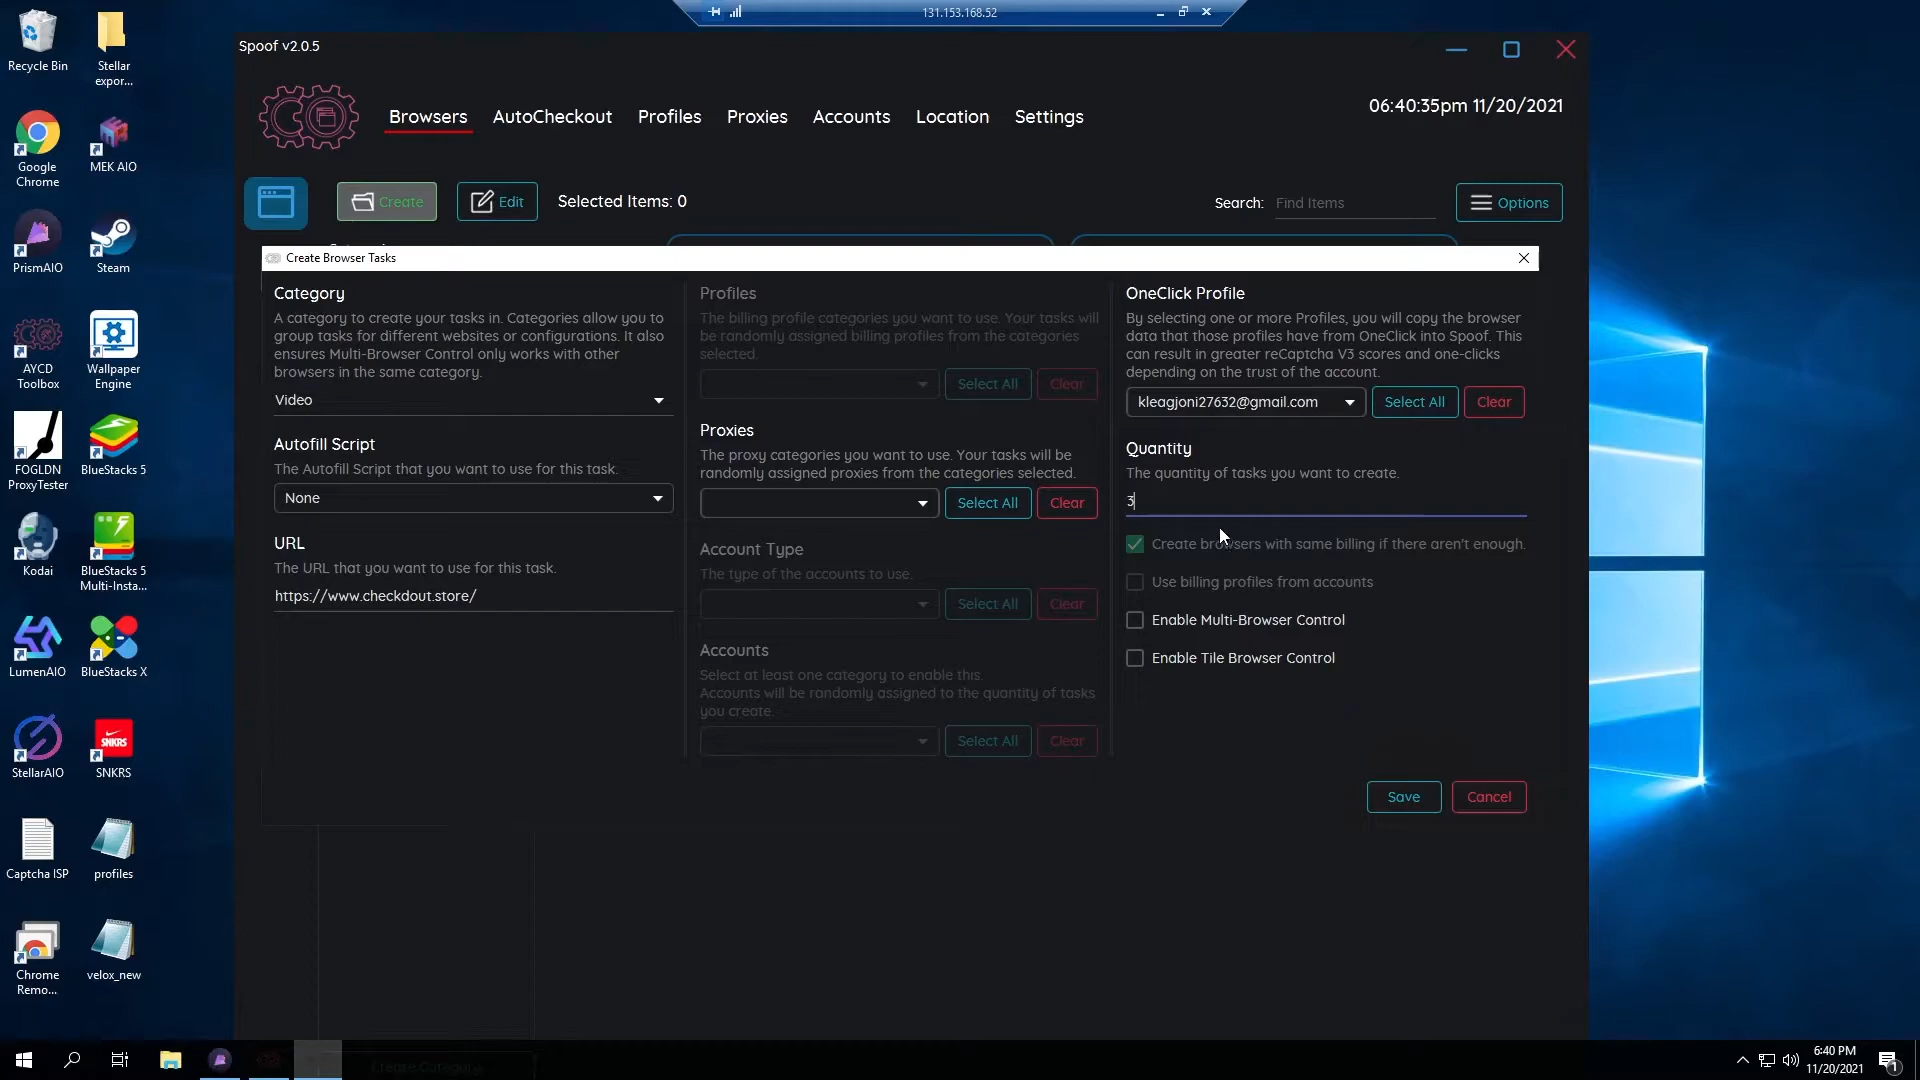 131.153.168.52
Recycle Bin
Stellar
expor...
Google
Chrome
MEK AIO
PrismAIO
Steam
AYCD
Toolbox
Wallpaper
Engine
FOGLDN
ProxyTester
BlueStacks 5
Kodai
BlueStacks 5
Multi-Insta...
LumenAIO
BlueStacks X
StellarAIO
SNKRS
SNKRS
Captcha ISP
profiles
Chrome
Remo...
velox_new
Spoof v2.0.5
Browsers
AutoCheckout
Profiles
Proxies
Accounts
Location
Settings
06:40:35pm 11/20/2021
Create
Edit
Selected Items: 0
Search:
Find Items
Options
Create Browser Tasks
Category
A category to create your tasks in. Categories allow you to
group tasks for different websites or configurations. It also
ensures Multi-Browser Control only works with other
browsers in the same category.
Video
Autofill Script
The Autofill Script that you want to use for this task.
None
URL
The URL that you want to use for this task.
https://www.checkdout.store/
Profiles
The billing profile categories you want to use. Your tasks will
be randomly assigned billing profiles from the categories
selected.
Select All
Clear
Proxies
The proxy categories you want to use. Your tasks will be
randomly assigned proxies from the categories selected.
Select All
Clear
Account Type
The type of the accounts to use.
Select All
Clear
Accounts
Select at least one category to enable this.
Accounts will be randomly assigned to the quantity of tasks
you create.
Select All
Clear
OneClick Profile
By selecting one or more Profiles, you will copy the browser
data that those profiles have from OneClick into Spoof. This
can result in greater reCaptcha V3 scores and one-clicks
depending on the trust of the account.
kleagjoni27632@gmail.com
Select All
Clear
Quantity
The quantity of tasks you want to create.
3
Create browsers with same billing if there aren't enough.
Use billing profiles from accounts
Enable Multi-Browser Control
Enable Tile Browser Control
Save
Cancel
Create Category
6:40 PM
11/20/2021
1